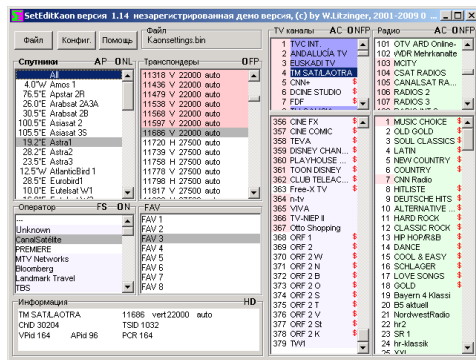 SetEditKaon версия 1.14 незарегистрированная демо версия, (c) by W.Litzinger, 2001-2009
Файл
Конфиг.
Помощь
Файл
Kaonsettings.bin
Спутники AP ONL
All
4.0°W Amos 1
76.5°E Apstar 2R
26.0°E Arabsat 2A3A
30.5°E Arabsat 2B
100.5°E Asiasat 2
105.5°E Asiasat 3S
19.2°E Astra1
28.2°E Astra2
23.5°E Astra3
12.5°W AtlanticBird 1
28.5°E Eurobird1
10.0°E Eutelsat W1
Транспондеры OFP
11318 V 22000 auto
11436 V 22000 auto
11538 V 22000 auto
11568 V 22000 auto
11597 V 22000 auto
11686 V 22000 auto
11720 H 27500 auto
11739 V 27500 auto
11758 H 27500 auto
11778 V 27500 auto
11798 H 27500 auto
11817 V 27500 auto
Оператор FS ON
---
Unknown
CanalSatélite
PREMIERE
MTV Networks
Bloomberg
Landmark Travel
TBS
FAV
FAV 1
FAV 2
FAV 3
FAV 4
FAV 5
FAV 6
FAV 7
FAV 8
Информация HD
TM SAT/LAOTRA 11686 vert 22000 auto
ChID 30204 TSID 1032
VPid 164 APid 96 PCR 164
TV каналы AC ONFP
1 TVC INT.
2 ANDALUCÍA TV
3 EUSKADI TV
4 TM SAT/LAOTRA
5 CNN+ $
6 DCINE STUDIO $
7 FDF $
356 CINE FX $
357 CINE COMIC $
358 TEVA $
359 DISNEY CHAN... $
360 PLAYHOUSE ... $
361 TOON DISNEY $
362 CLUB TELEAC... $
363 Free-X TV $
364 n-tv
365 VIVA
366 TV-NIEP II
367 Otto Shopping
368 ORF 1 $
369 ORF 2 $
370 ORF 2 W $
371 ORF 2 N $
372 ORF 2 B $
373 ORF 2 O $
374 ORF 2 S $
375 ORF 2 T $
376 ORF 2 V $
377 ORF 2 St $
378 ORF 2 K $
379 TW1
Радио AC ONFP
101 OTV ARD Online-
102 WDR Mehrkanalte
103 MCITY
104 CSAT RADIOS
105 CANALSAT RA...
106 RADIOS 2
107 RADIOS 3
1 MUSIC CHOICE $
2 OLD GOLD $
3 SOUL CLASSICS $
4 LATIN $
5 NEW COUNTRY $
6 COUNTRY $
7 CNN Radio
8 HITLISTE $
9 DEUTSCHE HITS $
10 ALTERNATIVE ... $
11 HARD ROCK $
12 CLASSIC ROCK $
13 HIP HOP/R&B $
14 DANCE $
15 COOL & EASY $
16 SCHLAGER $
17 LOVE SONGS $
18 GOLD $
19 Bayern 4 Klassi
20 B5 aktuell
21 NordwestRadio
22 hr2
23 SR 1
24 hr-klassik
25 XXL